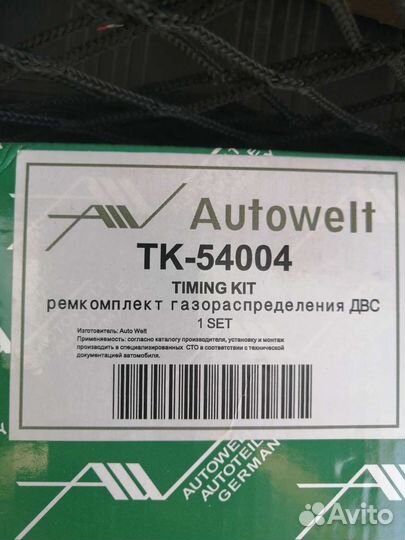 Autowelt
TK-54004
TIMING KIT
ремкомплект газораспределения ДВС
1 SET
Изготовитель: Auto Welt
Применяемость: согласно каталогу производителя, установку и монтаж
производить в специализированных СТО в соответствии с технической
документацией автомобиля.
AUTOWELT
AUTOTEILE
GERMANY
Avito